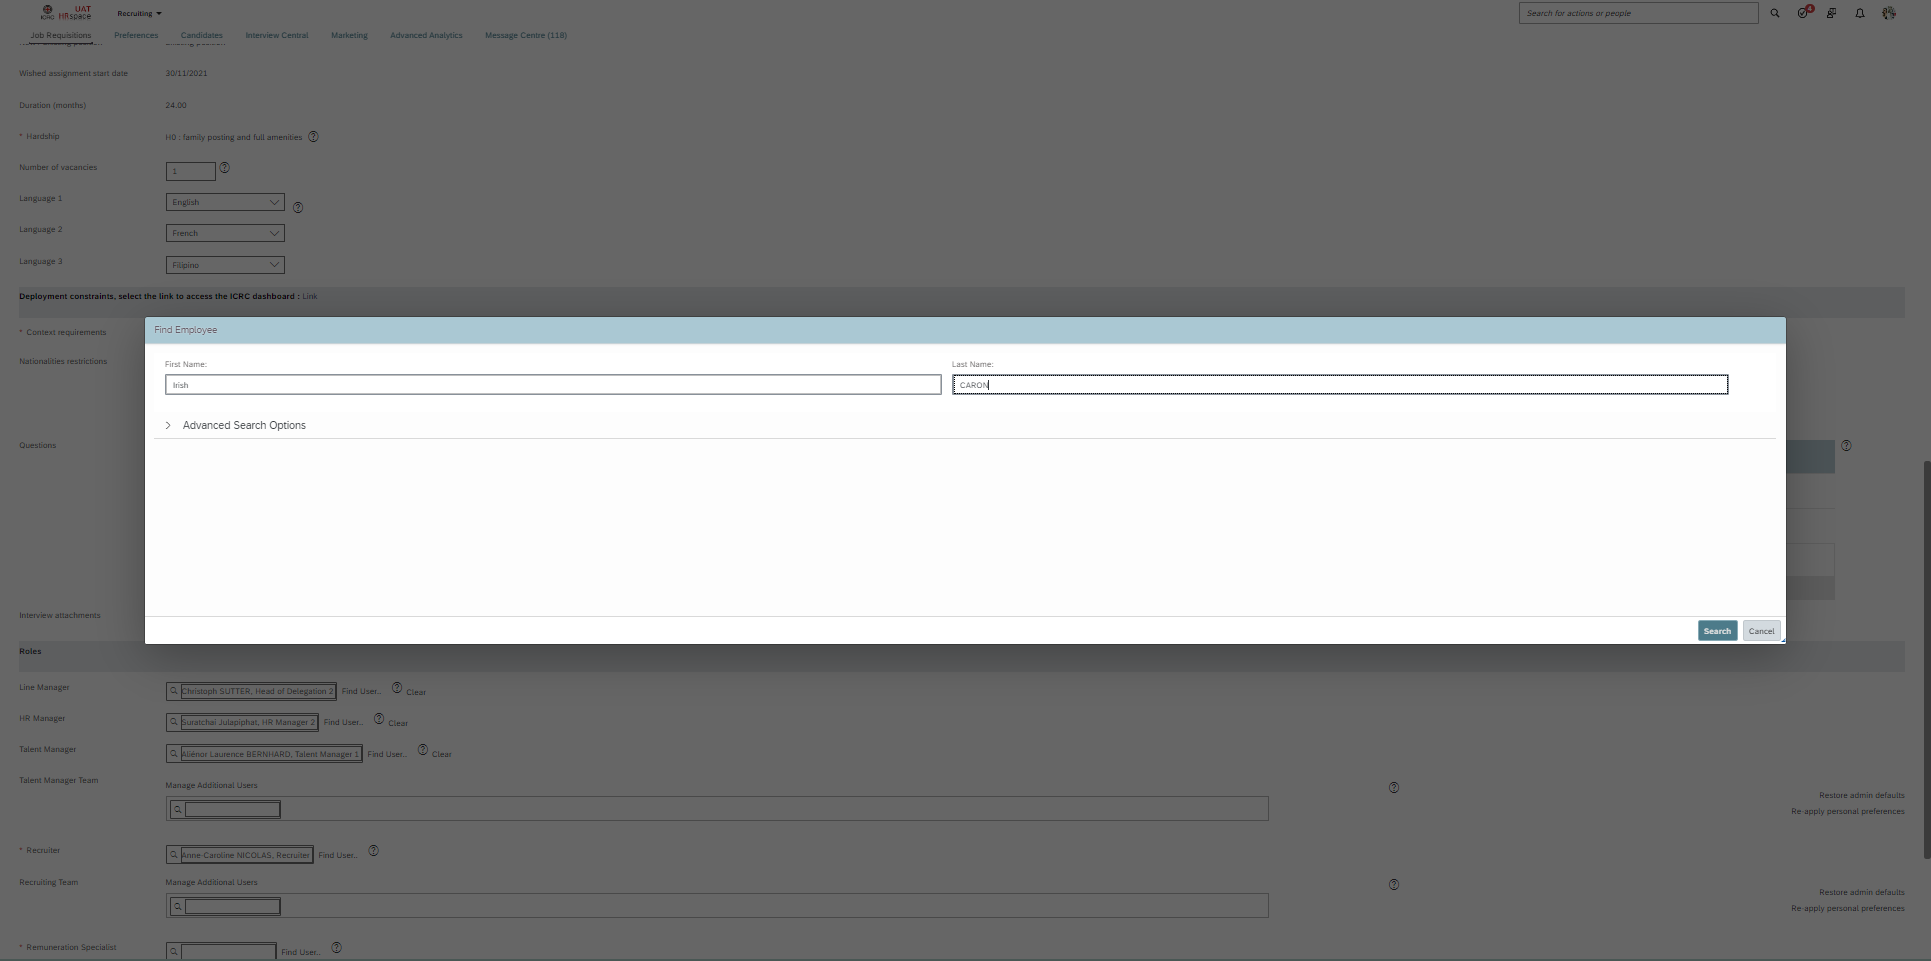 UAT
ICRC HRspace
Recruiting
Search for actions or people
4
Job Requisitions Preferences Candidates Interview Central Marketing Advanced Analytics Message Centre (118)
Wished assignment start date 30/11/2021
Duration (months) 24.00
* Hardship H0 : family posting and full amenities
Number of vacancies 1
Language 1 English
Language 2 French
Language 3 Filipino
Deployment constraints, select the link to access the ICRC dashboard : Link
* Context requirements
Nationalities restrictions
Find Employee
First Name: Last Name:
Irish CARON
Advanced Search Options
Questions
Interview attachments
Search Cancel
Roles
Line Manager Christoph SUTTER, Head of Delegation 2 Find User.. Clear
HR Manager Suratchai Julapiphat, HR Manager 2 Find User.. Clear
Talent Manager Aliénor Laurence BERNHARD, Talent Manager 1 Find User.. Clear
Talent Manager Team Manage Additional Users
Restore admin defaults
Re-apply personal preferences
* Recruiter Anne-Caroline NICOLAS, Recruiter Find User..
Recruiting Team Manage Additional Users
Restore admin defaults
Re-apply personal preferences
* Remuneration Specialist Find User..